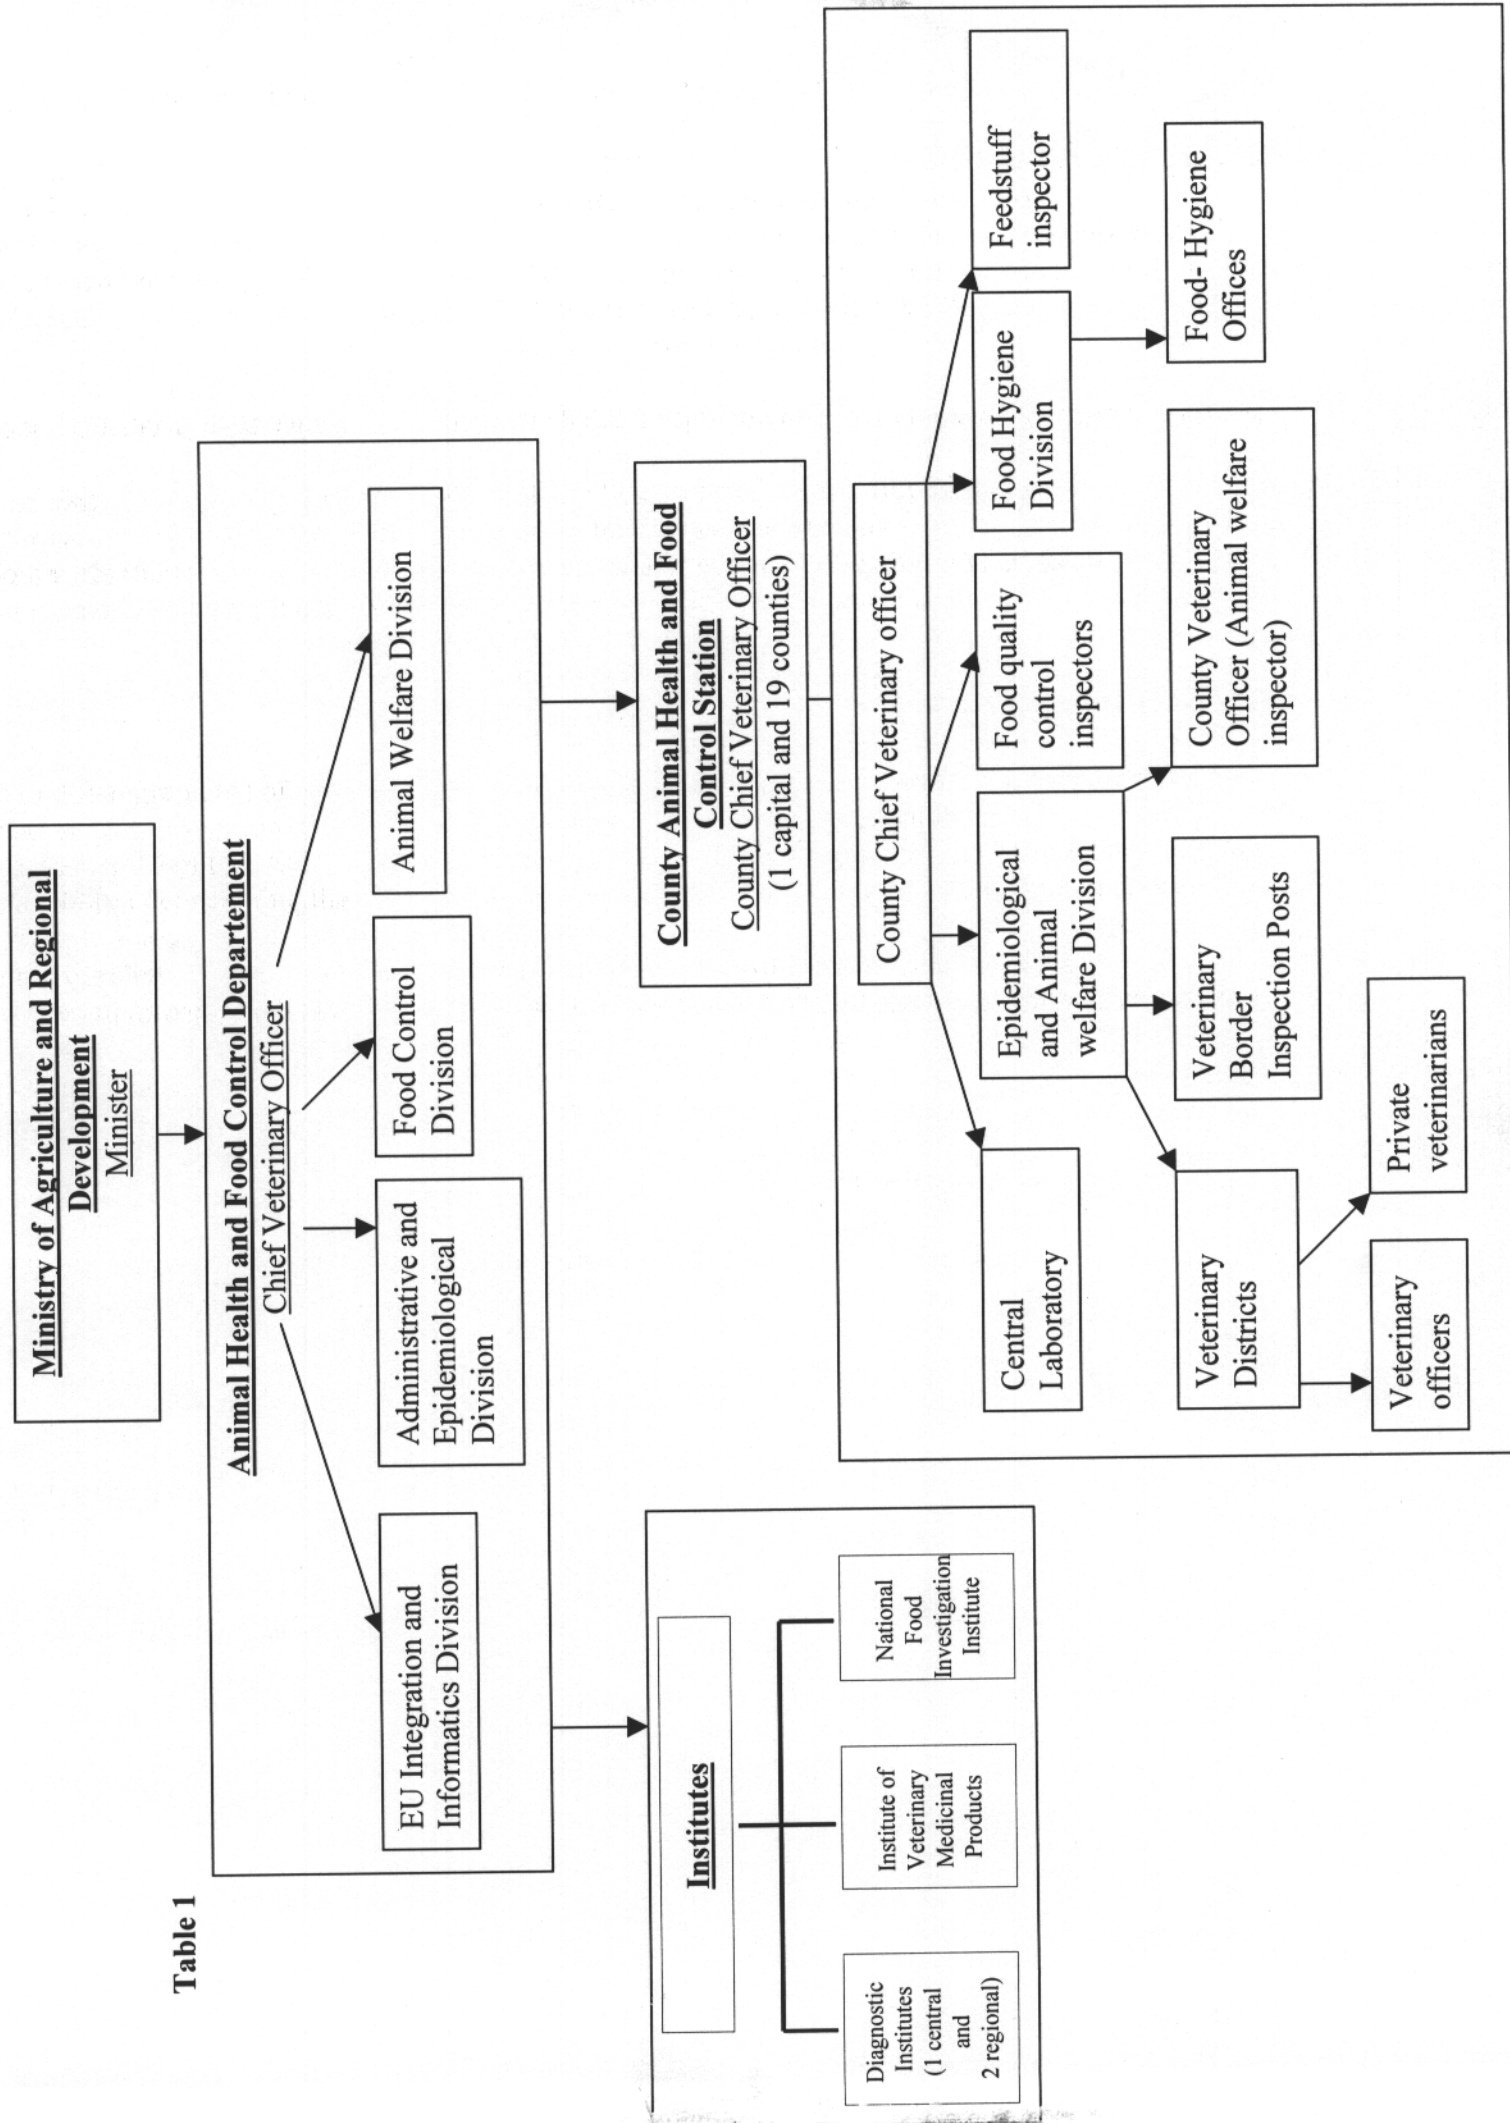 Table 1
Ministry of Agriculture and Regional
Development
Minister
Animal Health and Food Control Departement
Chief Veterinary Officer
EU Integration and
Informatics Division
Administrative and
Epidemiological
Division
Food Control
Division
Animal Welfare Division
Institutes
Diagnostic
Institutes
(1 central
and
2 regional)
Institute of
Veterinary
Medicinal
Products
National
Food
Investigation
Institute
County Animal Health and Food
Control Station
County Chief Veterinary Officer
(1 capital and 19 counties)
County Chief Veterinary officer
Central
Laboratory
Epidemiological
and Animal
welfare Division
Food quality
control
inspectors
Food Hygiene
Division
Feedstuff
inspector
Veterinary
Districts
Veterinary
Border
Inspection Posts
County Veterinary
Officer (Animal welfare
inspector)
Food- Hygiene
Offices
Veterinary
officers
Private
veterinarians